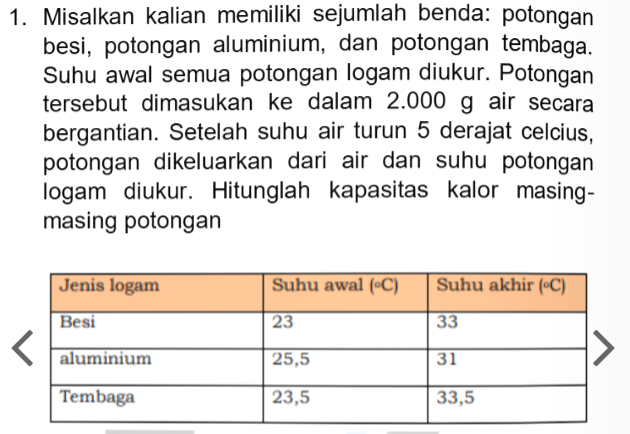 1. Misalkan kalian memiliki sejumlah benda: potongan
besi, potongan aluminium, dan potongan tembaga.
Suhu awal semua potongan logam diukur. Potongan
tersebut dimasukan ke dalam 2.000 g air secara
bergantian. Setelah suhu air turun 5 derajat celcius,
potongan dikeluarkan dari air dan suhu potongan
logam diukur. Hitunglah kapasitas kalor masing-
masing potongan
Jenis logam Suhu awal (°C) Suhu akhir (°C)
Besi 23 33
aluminium 25,5 31
Tembaga 23,5 33,5